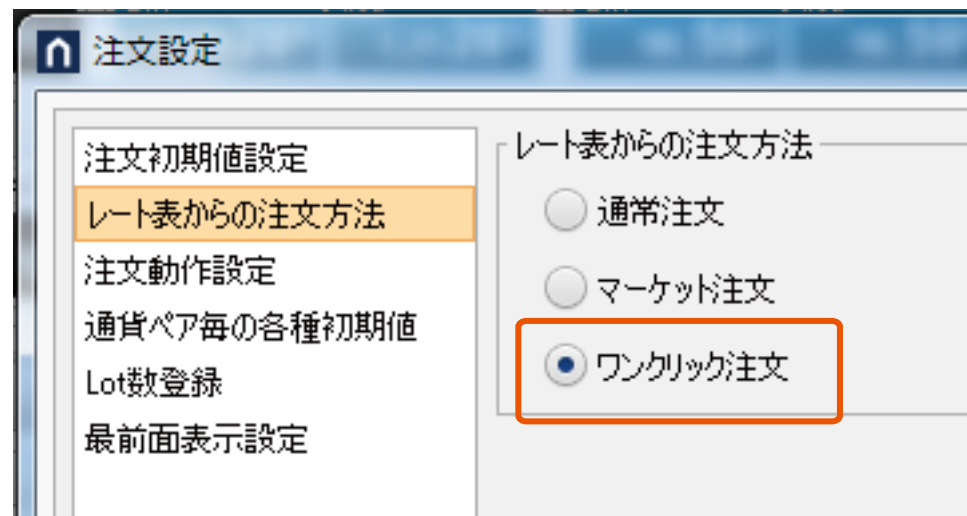 注文設定
注文初期値設定
レート表からの注文方法
注文動作設定
通貨ペア毎の各種初期値
Lot数登録
最前面表示設定
レート表からの注文方法
通常注文
マーケット注文
ワンクリック注文